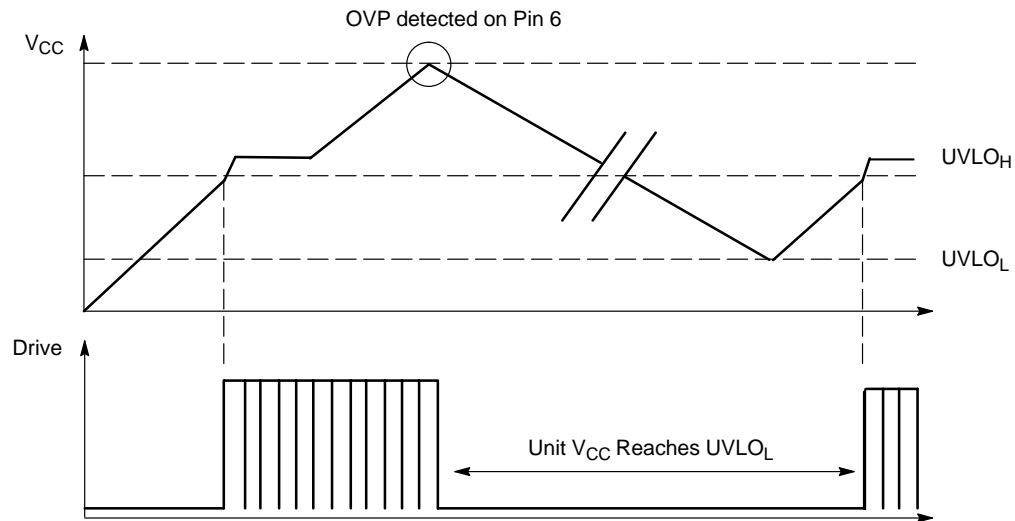 OVP detected on Pin 6
VCC
UVLOH
UVLOL
Drive
Unit VCC Reaches UVLOL